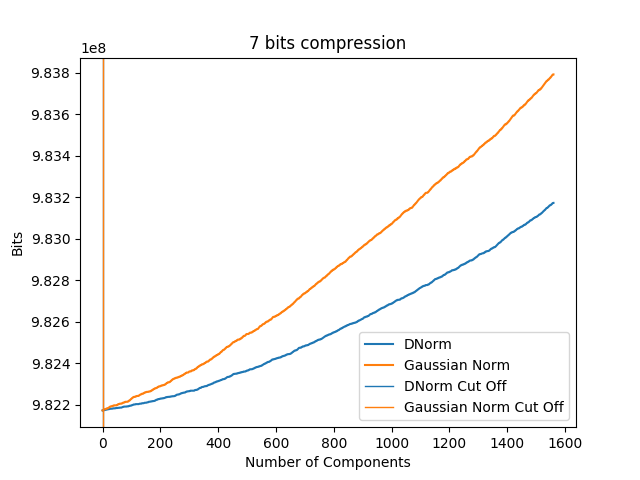 7 bits compression
1e8
9.838
9.836
9.834
9.832
9.830
9.828
9.826
9.824
9.822
Bits
0 200 400 600 800 1000 1200 1400 1600
Number of Components
DNorm
Gaussian Norm
DNorm Cut Off
Gaussian Norm Cut Off